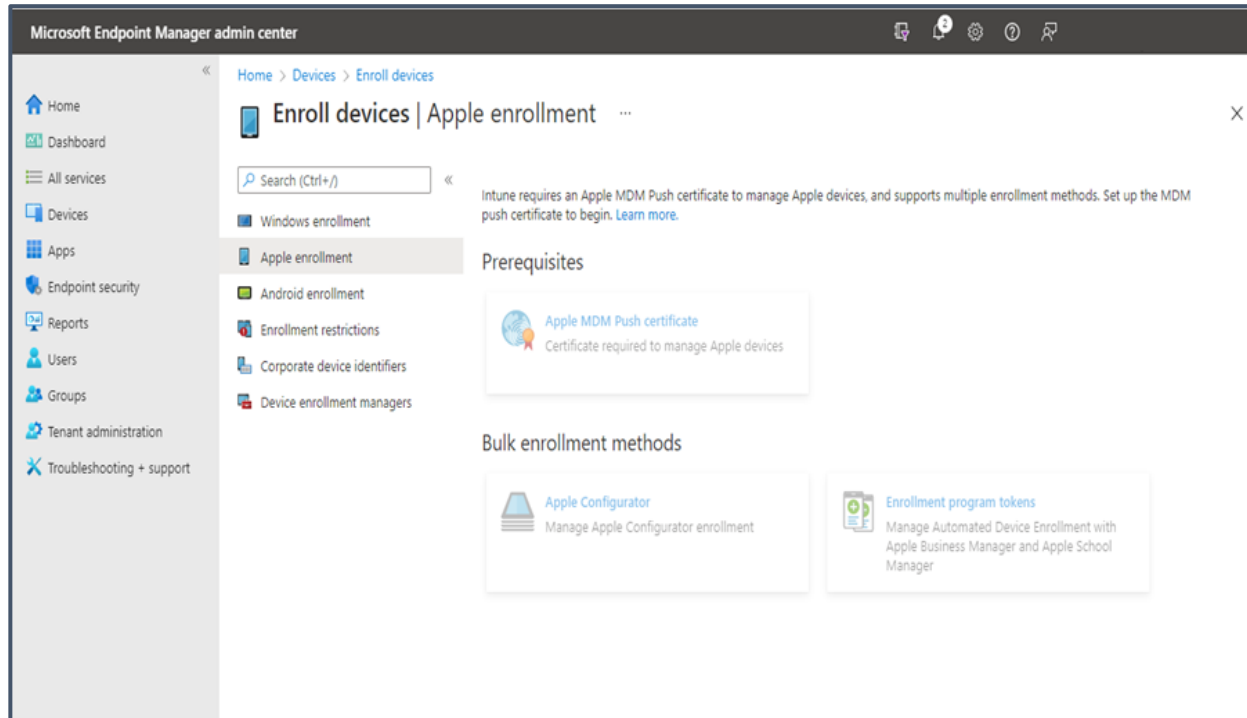 Microsoft Endpoint Manager admin center
2
«
Home
Dashboard
All services
Devices
Apps
Endpoint security
Reports
Users
Groups
Tenant administration
Troubleshooting + support
Home > Devices > Enroll devices
Enroll devices | Apple enrollment ...
Search (Ctrl+/)
«
Windows enrollment
Apple enrollment
Android enrollment
Enrollment restrictions
Corporate device identifiers
Device enrollment managers
Intune requires an Apple MDM Push certificate to manage Apple devices, and supports multiple enrollment methods. Set up the MDM
push certificate to begin. Learn more.
Prerequisites
Apple MDM Push certificate
Certificate required to manage Apple devices
Bulk enrollment methods
Apple Configurator
Manage Apple Configurator enrollment
Enrollment program tokens
Manage Automated Device Enrollment with
Apple Business Manager and Apple School
Manager